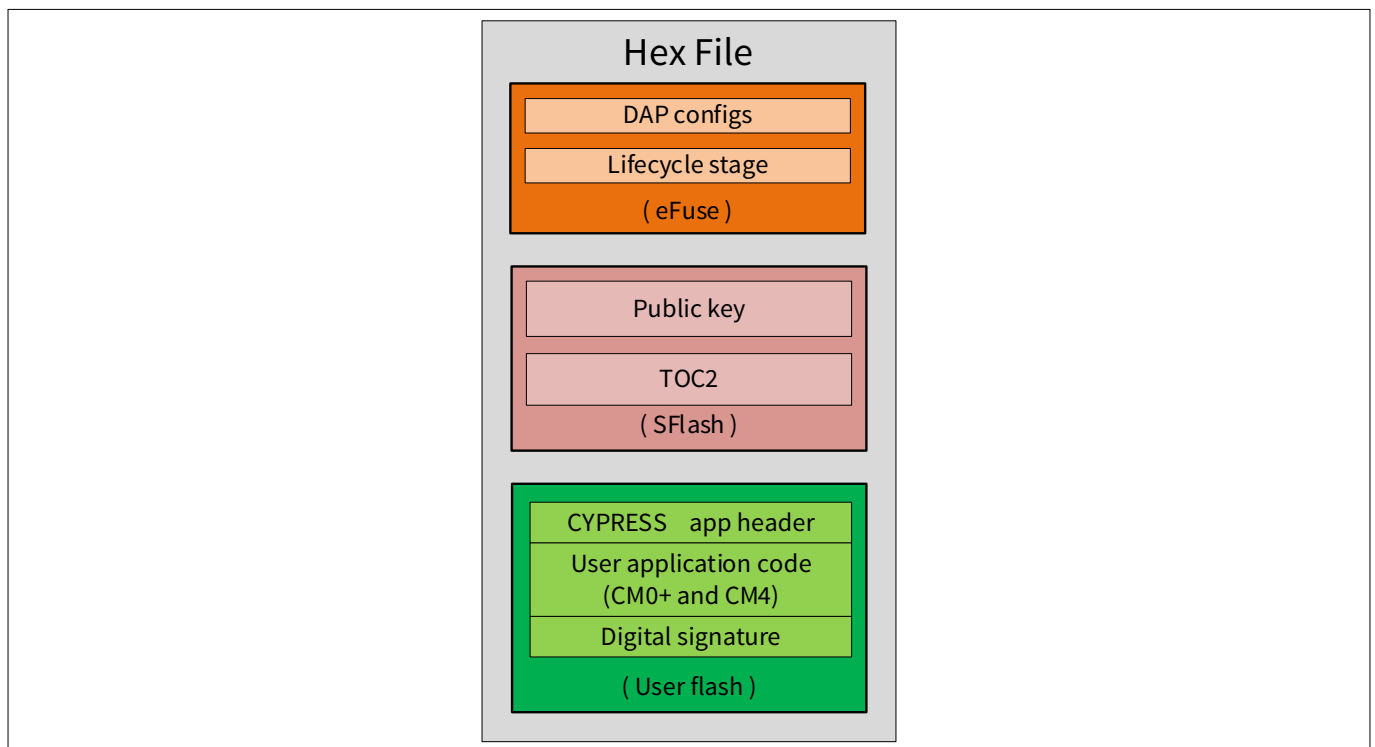 Hex File
DAP configs
Lifecycle stage
( eFuse )
Public key
TOC2
( SFlash )
CYPRESS app header
User application code
(CM0+ and CM4)
Digital signature
( User flash )